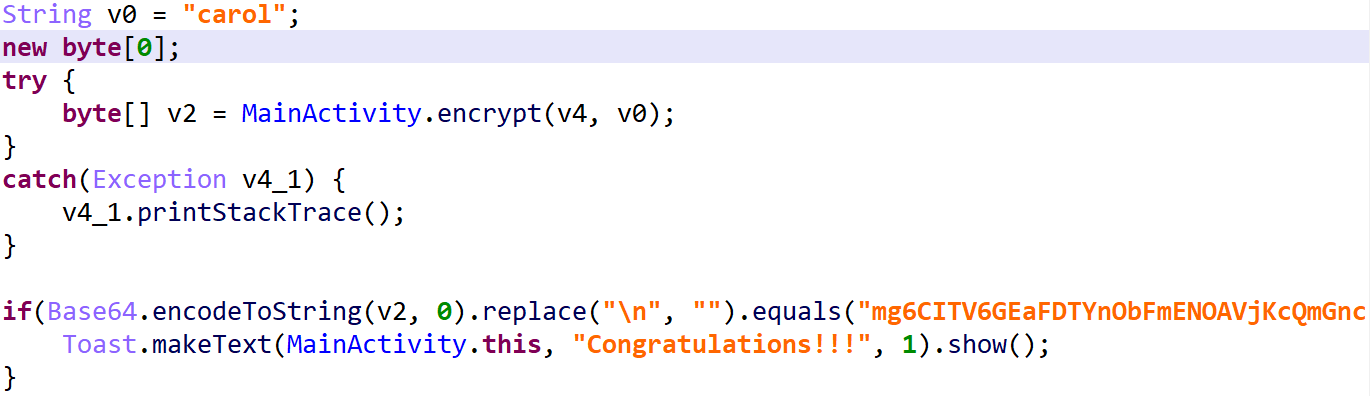 String v0 = "carol";
new byte[0];
try {
    byte[] v2 = MainActivity.encrypt(v4, v0);
}
catch(Exception v4_1) {
    v4_1.printStackTrace();
}

if(Base64.encodeToString(v2, 0).replace("\n", "").equals("mg6CITV6GEaFDTYnObFmENOAVjKcQmGnc
    Toast.makeText(MainActivity.this, "Congratulations!!!", 1).show();
}